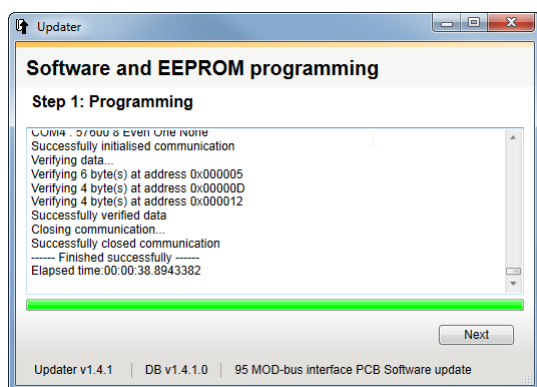 Updater
Software and EEPROM programming
Step 1: Programming
COM4 : 57600 8 Even One None
Successfully initialised communication
Verifying data...
Verifying 6 byte(s) at address 0x000005
Verifying 4 byte(s) at address 0x00000D
Verifying 4 byte(s) at address 0x000012
Successfully verified data
Closing communication...
Successfully closed communication
------ Finished successfully ------
Elapsed time:00:00:38.8943382
Next
Updater v1.4.1 DB v1.4.1.0 95 MOD-bus interface PCB Software update